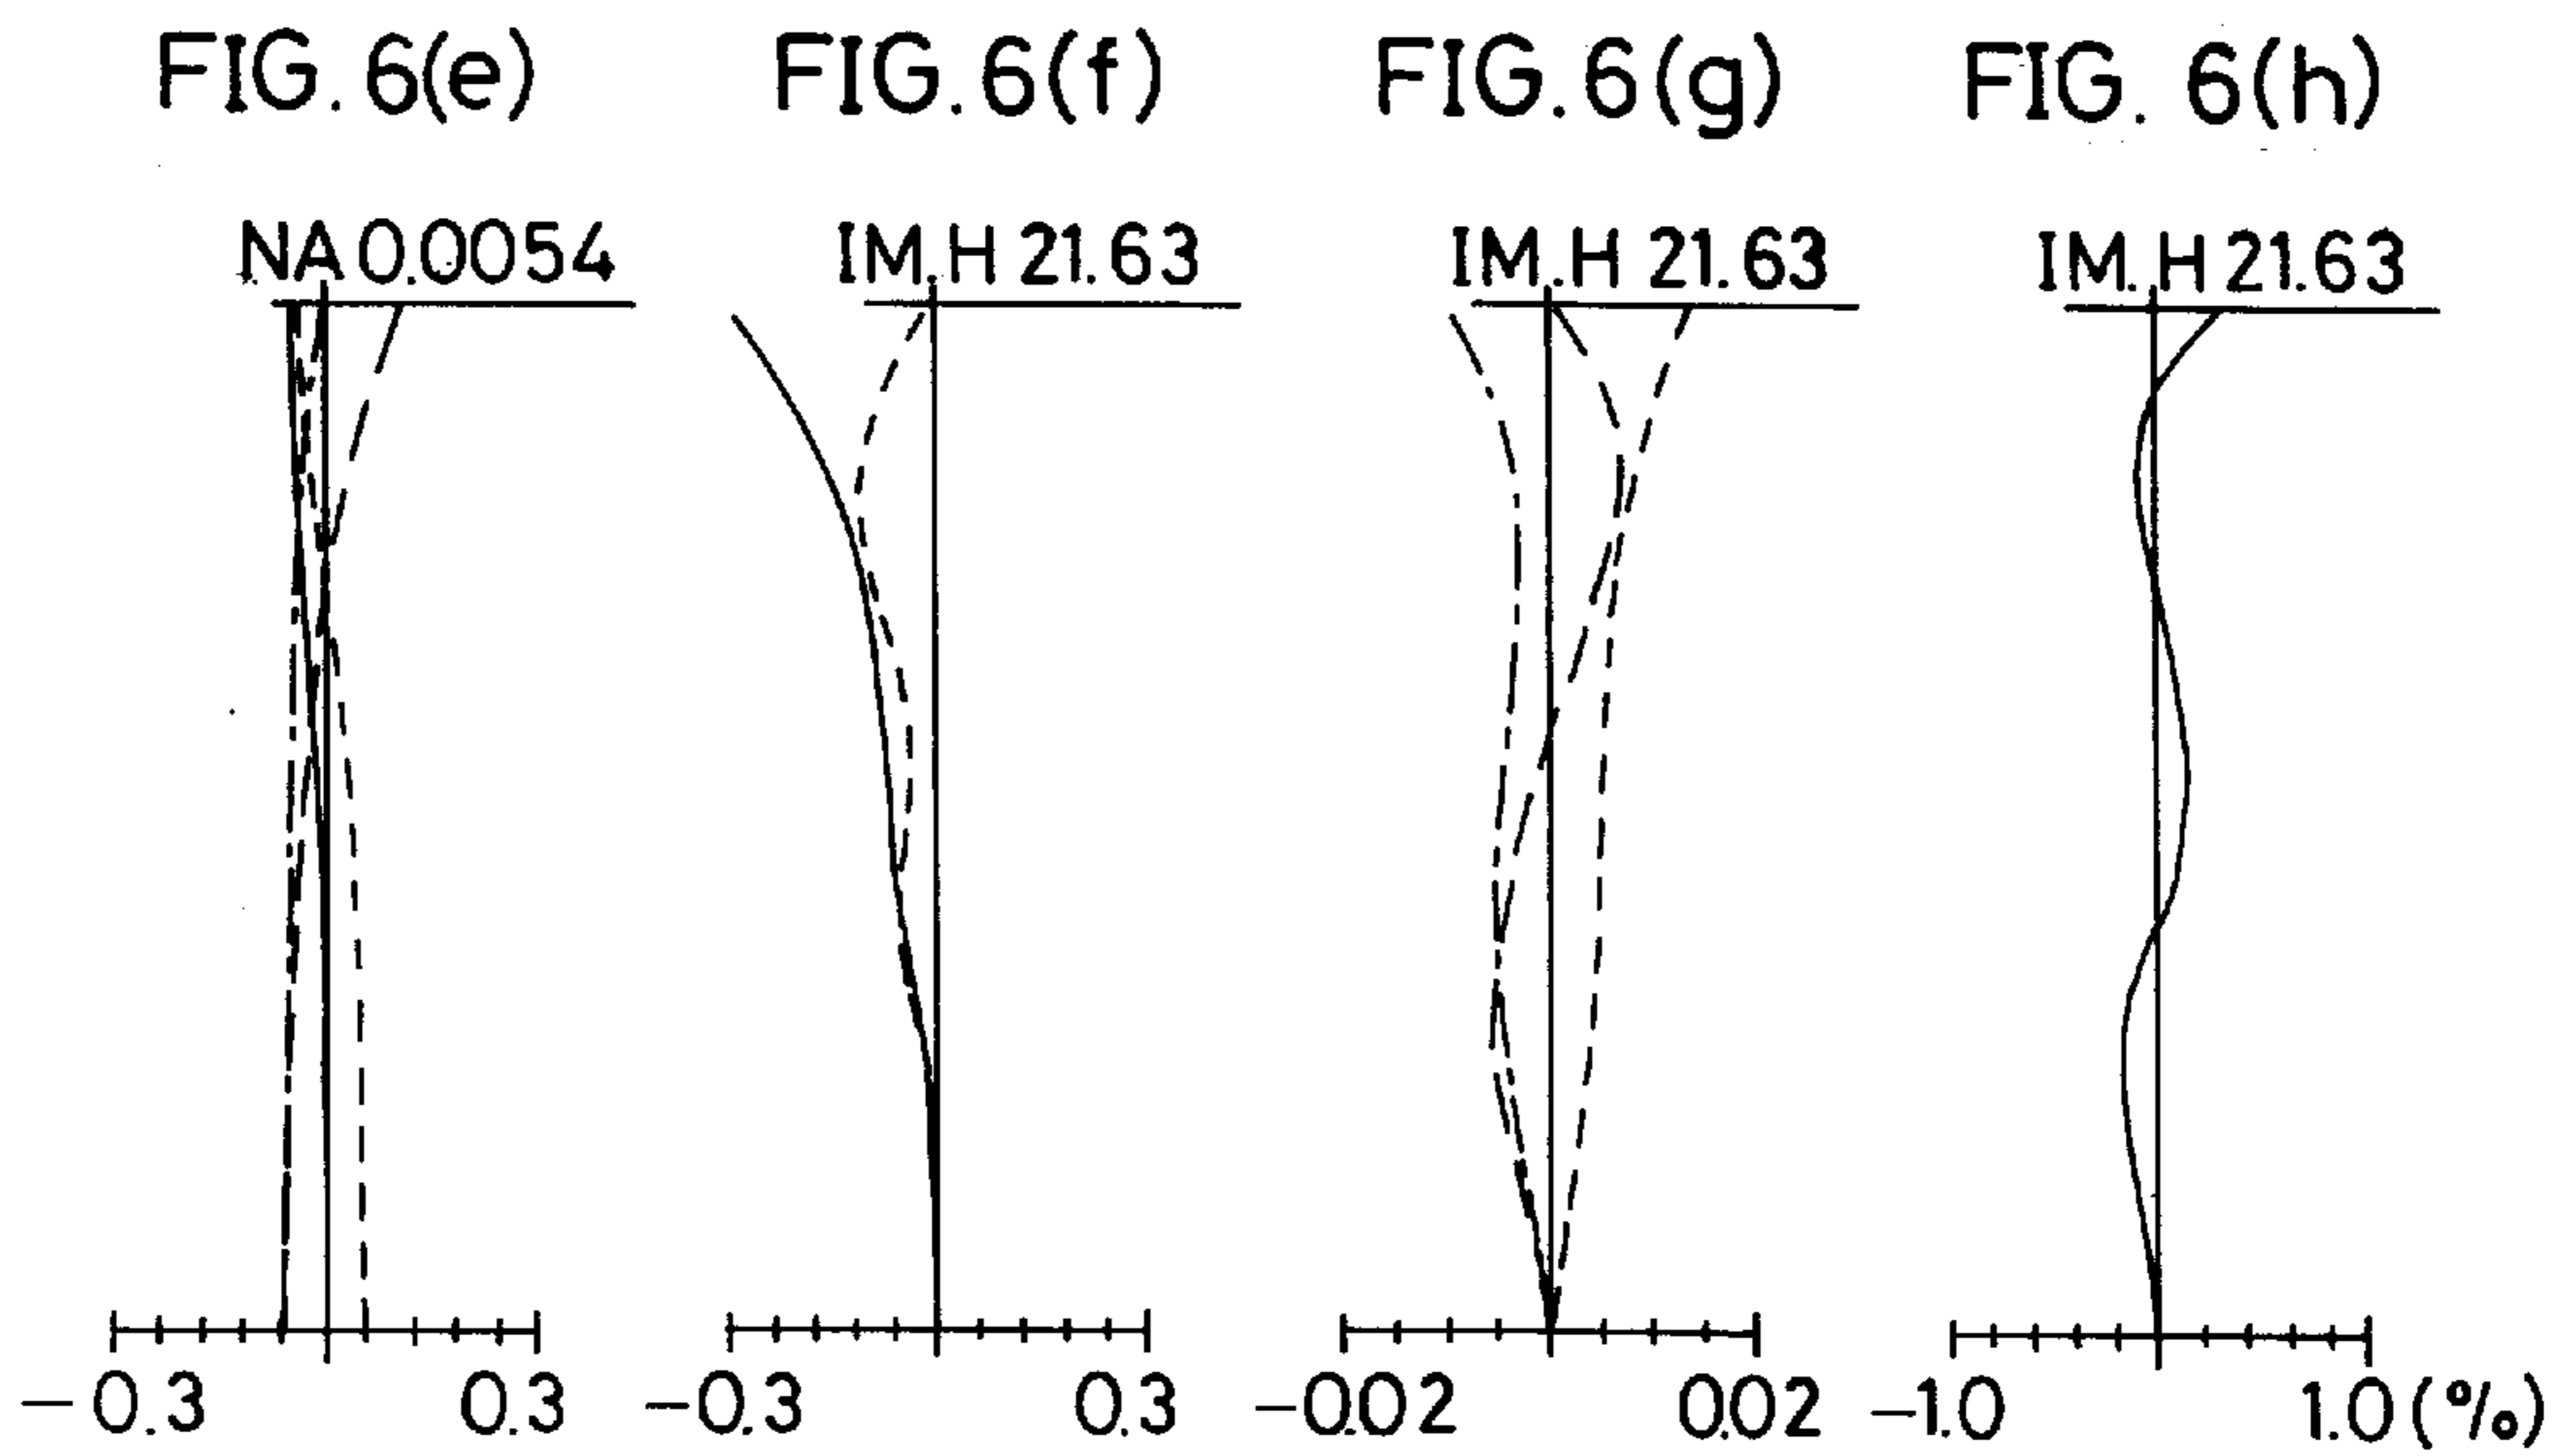 FIG. 6(e)
FIG. 6(f)
FIG. 6(g)
FIG. 6(h)
NA 0.0054
IM.H 21.63
IM.H 21.63
IM.H 21.63
-0.3 0.3
-0.3 0.3
-0.02 0.02
-1.0 1.0 (%)